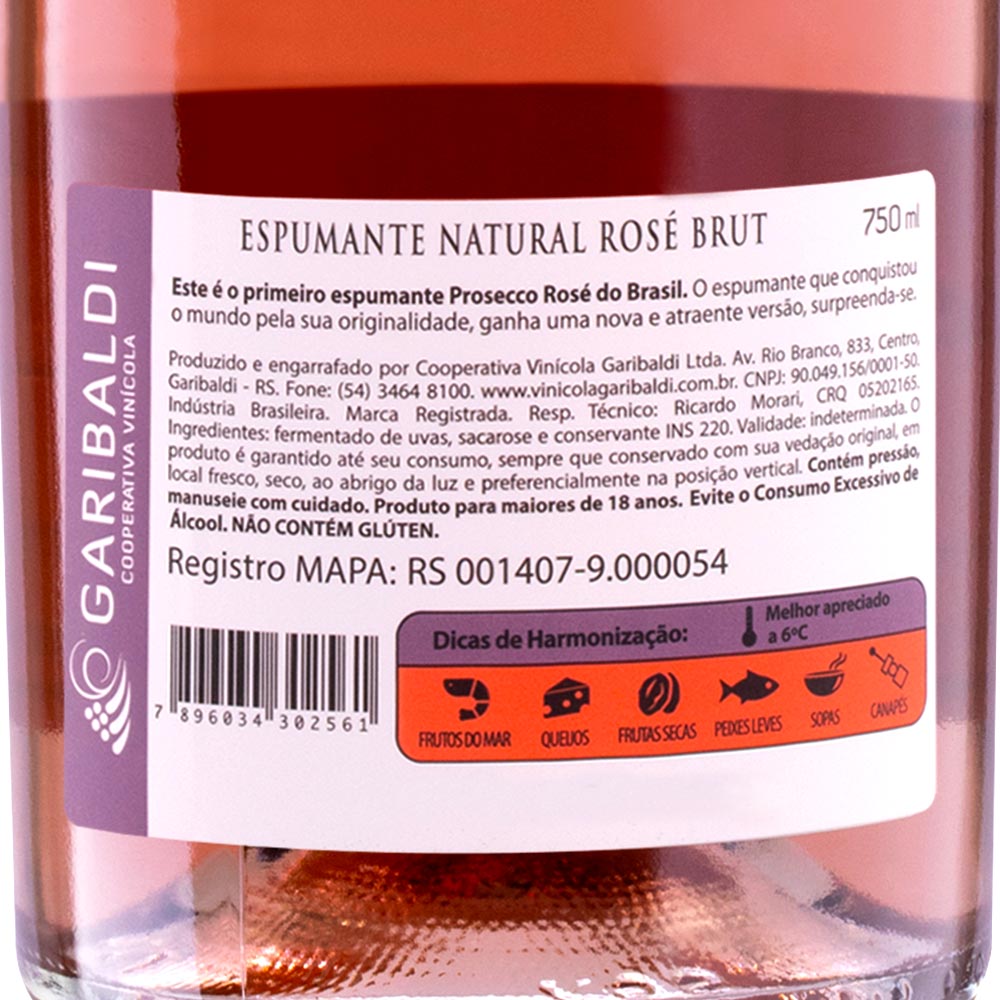 GARIBALDI
COOPERATIVA VINÍCOLA
ESPUMANTE NATURAL ROSÉ BRUT
750 ml
Este é o primeiro espumante Prosecco Rosé do Brasil. O espumante que conquistou
o mundo pela sua originalidade, ganha uma nova e atraente versão, surpreenda-se.
Produzido e engarrafado por Cooperativa Vinícola Garibaldi Ltda. Av. Rio Branco, 833, Centro,
Garibaldi - RS. Fone: (54) 3464 8100. www.vinicolagaribaldi.com.br. CNPJ: 90.049.156/0001-50.
Indústria Brasileira. Marca Registrada. Resp. Técnico: Ricardo Morari, CRQ 05202165.
Ingredientes: fermentado de uvas, sacarose e conservante INS 220. Validade: indeterminada. O
produto é garantido até seu consumo, sempre que conservado com sua vedação original, em
local fresco, seco, ao abrigo da luz e preferencialmente na posição vertical. Contém pressão,
manuseie com cuidado. Produto para maiores de 18 anos. Evite o Consumo Excessivo de
Álcool. NÃO CONTÉM GLÚTEN.
Registro MAPA: RS 001407-9.000054
7 896034 302561
Dicas de Harmonização:
Melhor apreciado
a 6ºC
FRUTOS DO MAR
QUEIJOS
FRUTAS SECAS
PEIXES LEVES
SOPAS
CANAPÉS